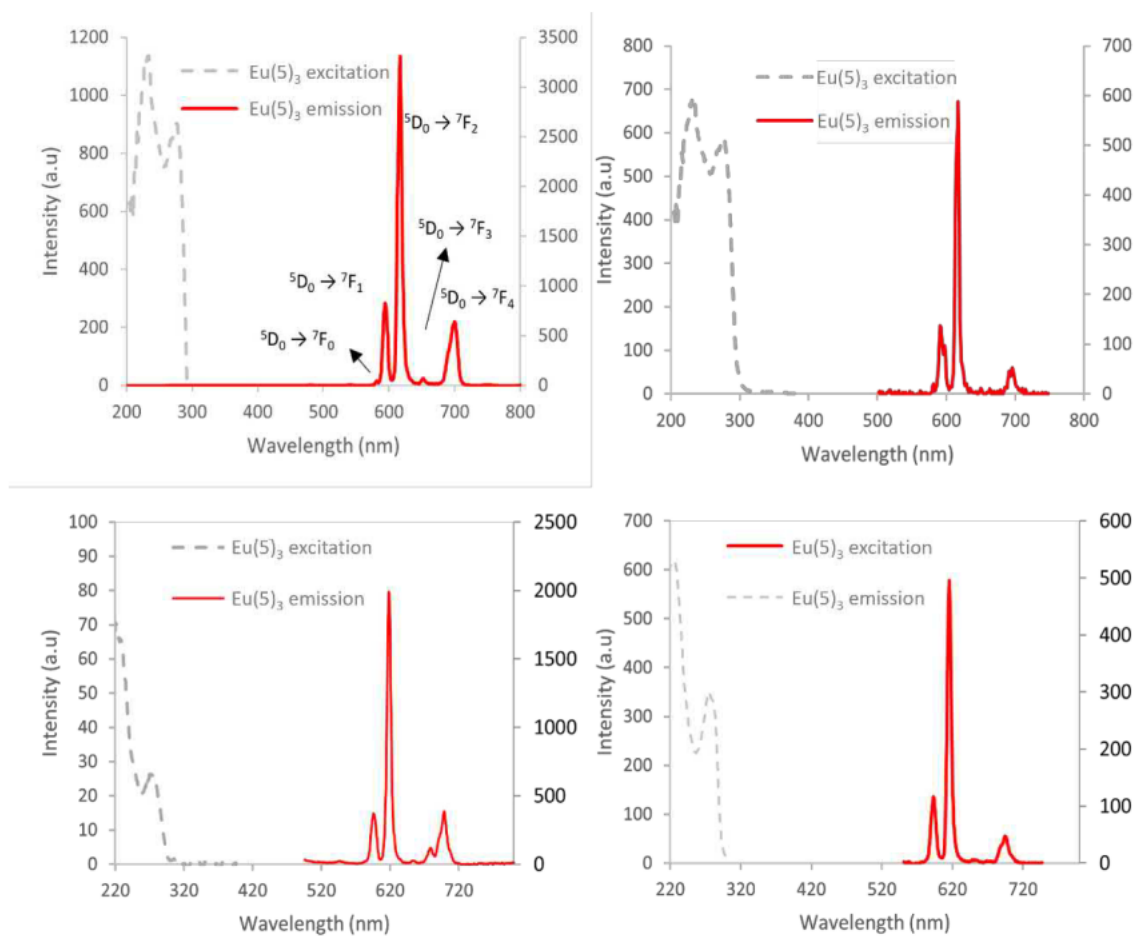 1200
1000
800
600
400
200
0
3500
3000
2500
2000
1500
1000
500
0
Eu(5)₃ excitation
Eu(5)₃ emission
⁵D₀ → ⁷F₂
⁵D₀ → ⁷F₃
⁵D₀ → ⁷F₁
⁵D₀ → ⁷F₄
⁵D₀ → ⁷F₀
Intensity (a.u)
200 300 400 500 600 700 800
Wavelength (nm)
800
700
600
500
400
300
200
100
0
700
600
500
400
300
200
100
0
Eu(5)₃ excitation
Eu(5)₃ emission
Intensity (a.u)
200 300 400 500 600 700 800
Wavelength (nm)
100
90
80
70
60
50
40
30
20
10
0
2500
2000
1500
1000
500
0
Eu(5)₃ excitation
Eu(5)₃ emission
Intensity (a.u)
220 320 420 520 620 720
Wavelength (nm)
700
600
500
400
300
200
100
0
600
500
400
300
200
100
0
Eu(5)₃ excitation
Eu(5)₃ emission
Intensity (a.u)
220 320 420 520 620 720
Wavelength (nm)